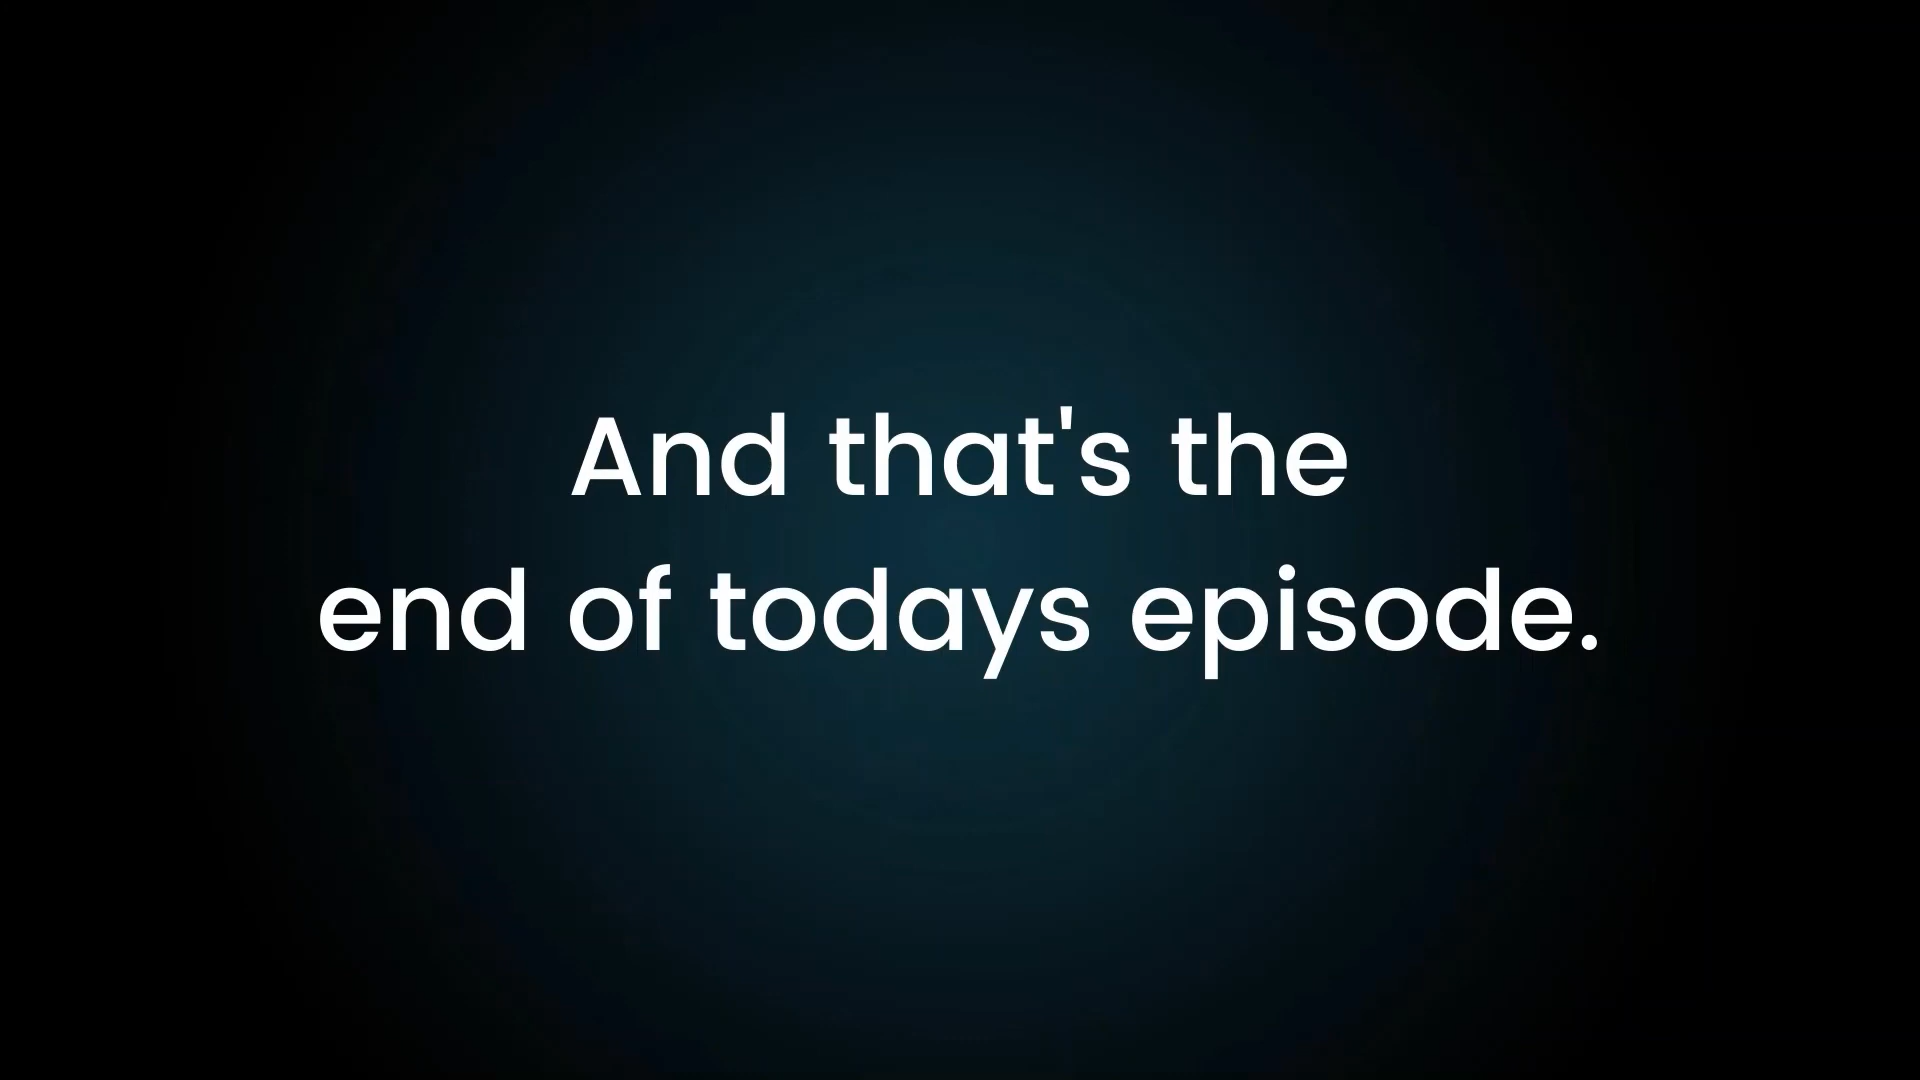 And that's the
end of todays episode.